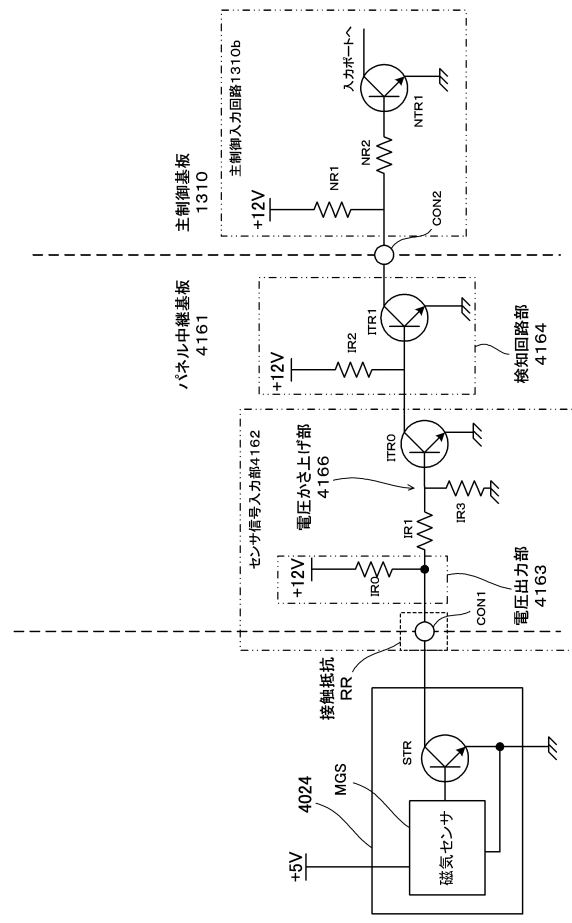 主制御基板
1310
主制御入力回路1310b
+12V
NR1
NR2
入力ポートへ
NTR1
CON2
パネル中継基板
4161
+12V
IR2
ITR1
検知回路部
4164
センサ信号入力部4162
電圧かさ上げ部
4166
ITR0
+12V
IR0
IR1
IR3
電圧出力部
4163
CON1
接触抵抗
RR
4024
MGS
+5V
STR
磁気センサ